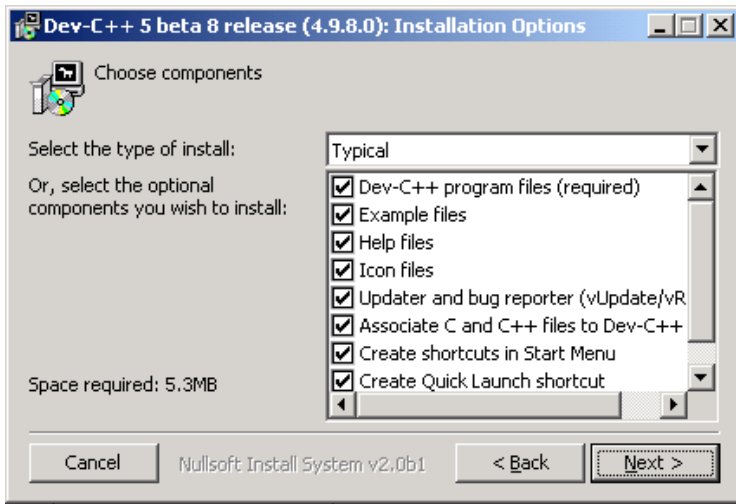 Dev-C++ 5 beta 8 release (4.9.8.0): Installation Options
Choose components
Select the type of install:
Typical
Or, select the optional
components you wish to install:
Dev-C++ program files (required)
Example files
Help files
Icon files
Updater and bug reporter (vUpdate/vR
Associate C and C++ files to Dev-C++
Create shortcuts in Start Menu
Create Quick Launch shortcut
Space required: 5.3MB
Cancel
Nullsoft Install System v2.0b1
< Back
Next >